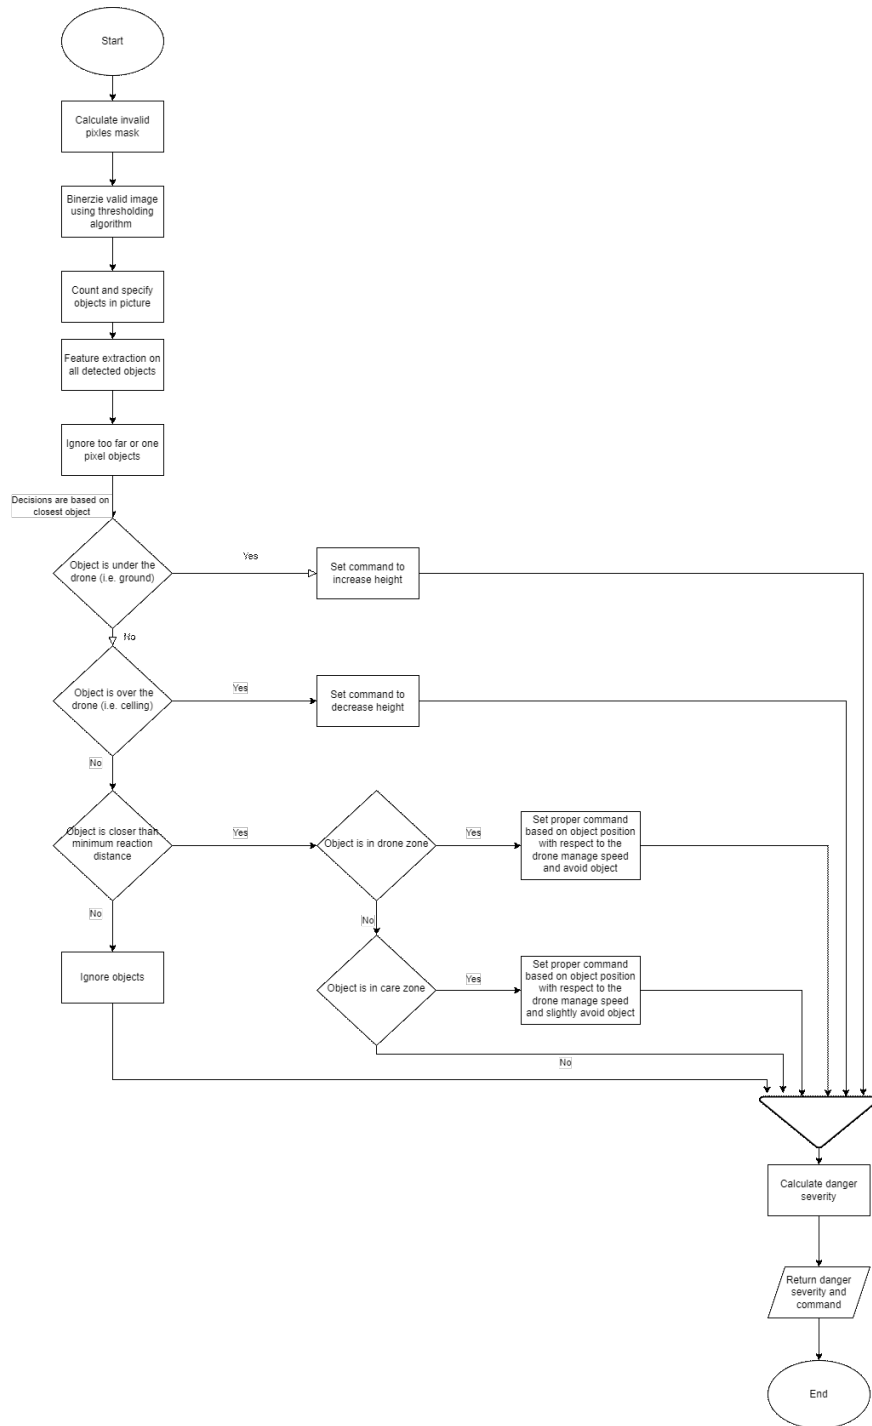 Start
Calculate invalid
pixles mask
Binerzie valid image
using thresholding
algorithm
Count and specify
objects in picture
Feature extraction on
all detected objects
Ignore too far or one
pixel objects
Decisions are based on
closest object
Object is under the
drone (i.e. ground)
Yes
Set command to
increase height
No
Object is over the
drone (i.e. celling)
Yes
Set command to
decrease height
No
Object is closer than
minimum reaction
distance
Yes
Object is in drone zone
Yes
Set proper command
based on object position
with respect to the
drone manage speed
and avoid object
No
No
Ignore objects
Object is in care zone
Yes
Set proper command
based on object position
with respect to the
drone manage speed
and slightly avoid object
No
Calculate danger
severity
Return danger
severity and
command
End